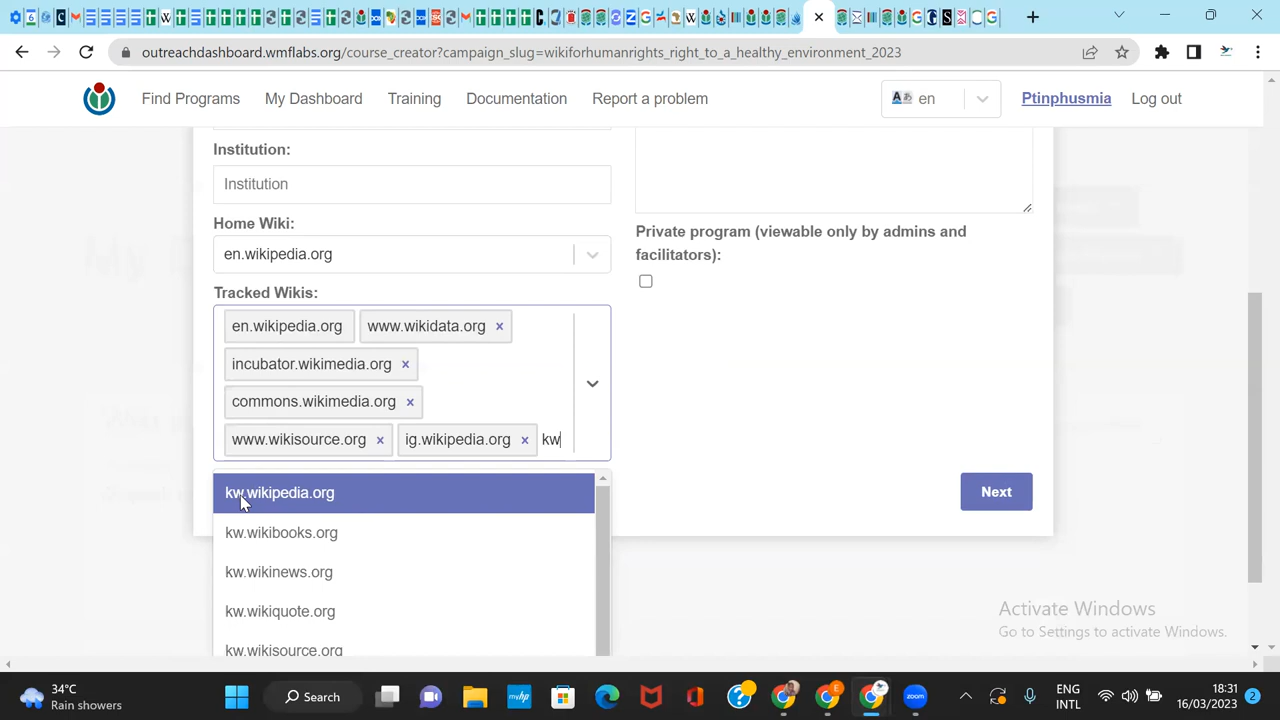 outreachdashboard.wmflabs.org/course_creator?campaign_slug=wikiforhumanrights_right_to_a_healthy_environment_2023
Find Programs My Dashboard Training Documentation Report a problem en Ptinphusmia Log out
Institution:
Institution
Home Wiki:
en.wikipedia.org
Tracked Wikis:
en.wikipedia.org www.wikidata.org ×
incubator.wikimedia.org ×
commons.wikimedia.org ×
www.wikisource.org × ig.wikipedia.org × kw
kw.wikipedia.org
kw.wikibooks.org
kw.wikinews.org
kw.wikiquote.org
kw.wikisource.org
Private program (viewable only by admins and
facilitators):
Next
Activate Windows
Go to Settings to activate Windows.
34°C
Rain showers
Search
ENG
INTL
18:31
16/03/2023
2